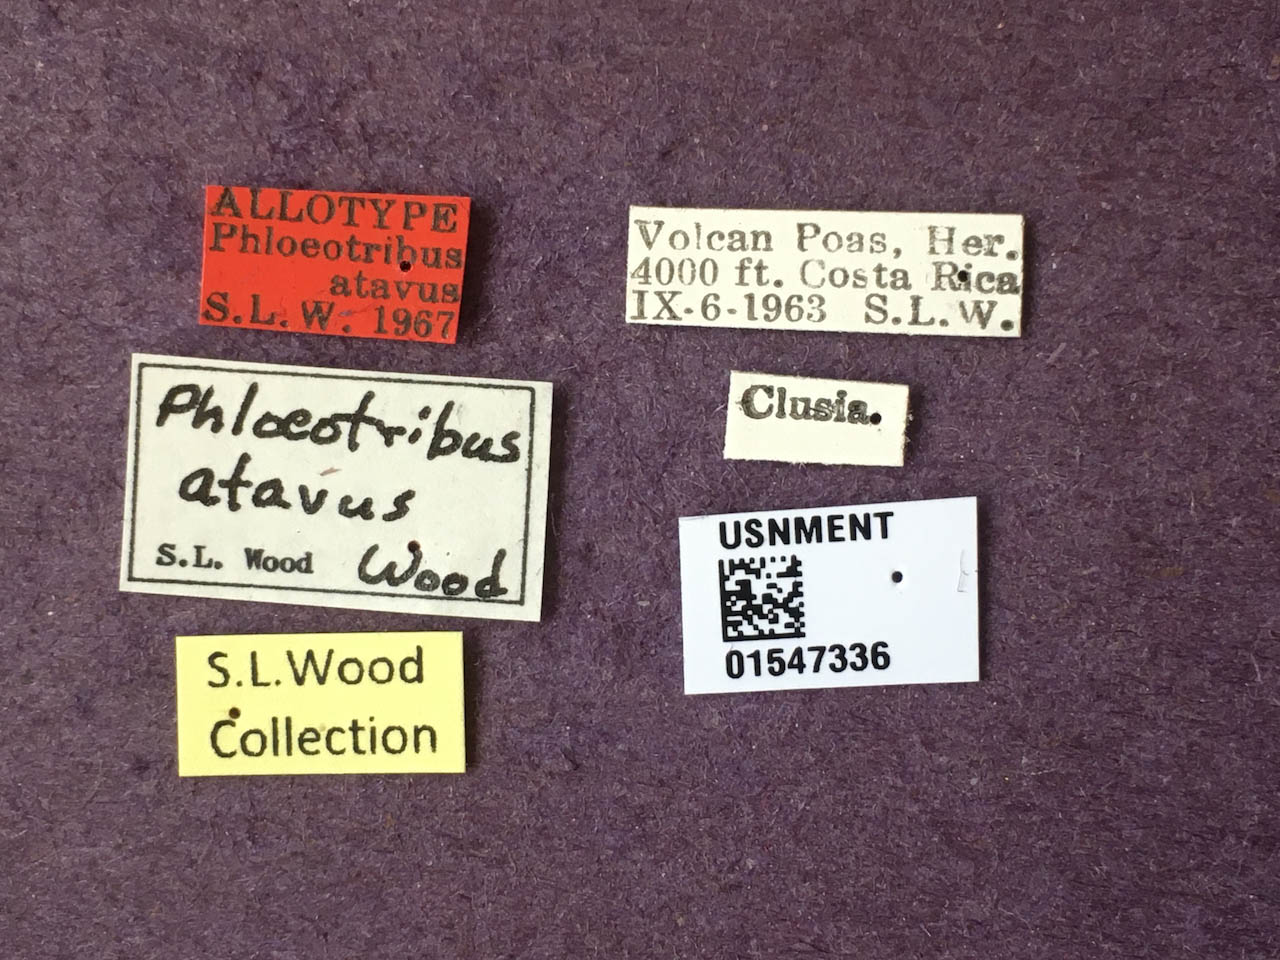 ALLOTYPE
Phloeotribus
atavus
S.L.W. 1967
Volcan Poas, Her.
4000 ft. Costa Rica
IX-6-1963 S.L.W.
Phloeotribus
atavus
S.L. Wood Wood
Clusia.
USNMENT
01547336
S.L.Wood
Collection